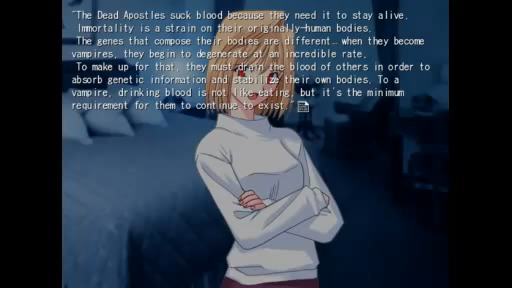 "The Dead Apostles suck blood because they need it to stay alive.
Immortality is a strain on their originally-human bodies.
The genes that compose their bodies are different… when they become
vampires, they begin to degenerate at an incredible rate.
To make up for that, they must drain the blood of others in order to
absorb genetic information and stabilize their own bodies. To a
vampire, drinking blood is not like eating, but it's the minimum
requirement for them to continue to exist."